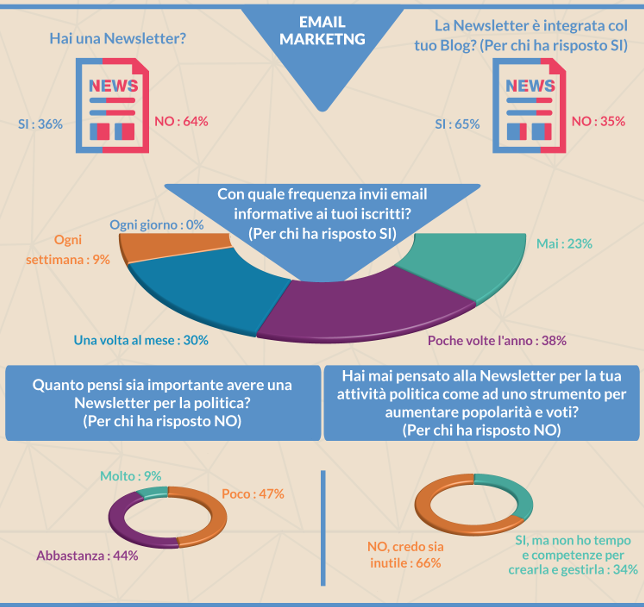 EMAIL
MARKETNG
Hai una Newsletter?
NEWS
SI : 36%
NO : 64%
La Newsletter è integrata col
tuo Blog? (Per chi ha risposto SI)
NEWS
SI : 65%
NO : 35%
Con quale frequenza invii email
informative ai tuoi iscritti?
(Per chi ha risposto SI)
Ogni giorno : 0%
Ogni
settimana : 9%
Mai : 23%
Una volta al mese : 30%
Poche volte l'anno : 38%
Quanto pensi sia importante avere una
Newsletter per la politica?
(Per chi ha risposto NO)
Molto : 9%
Poco : 47%
Abbastanza : 44%
Hai mai pensato alla Newsletter per la tua
attività politica come ad uno strumento per
aumentare popolarità e voti?
(Per chi ha risposto NO)
NO, credo sia
inutile : 66%
SI, ma non ho tempo
e competenze per
crearla e gestirla : 34%